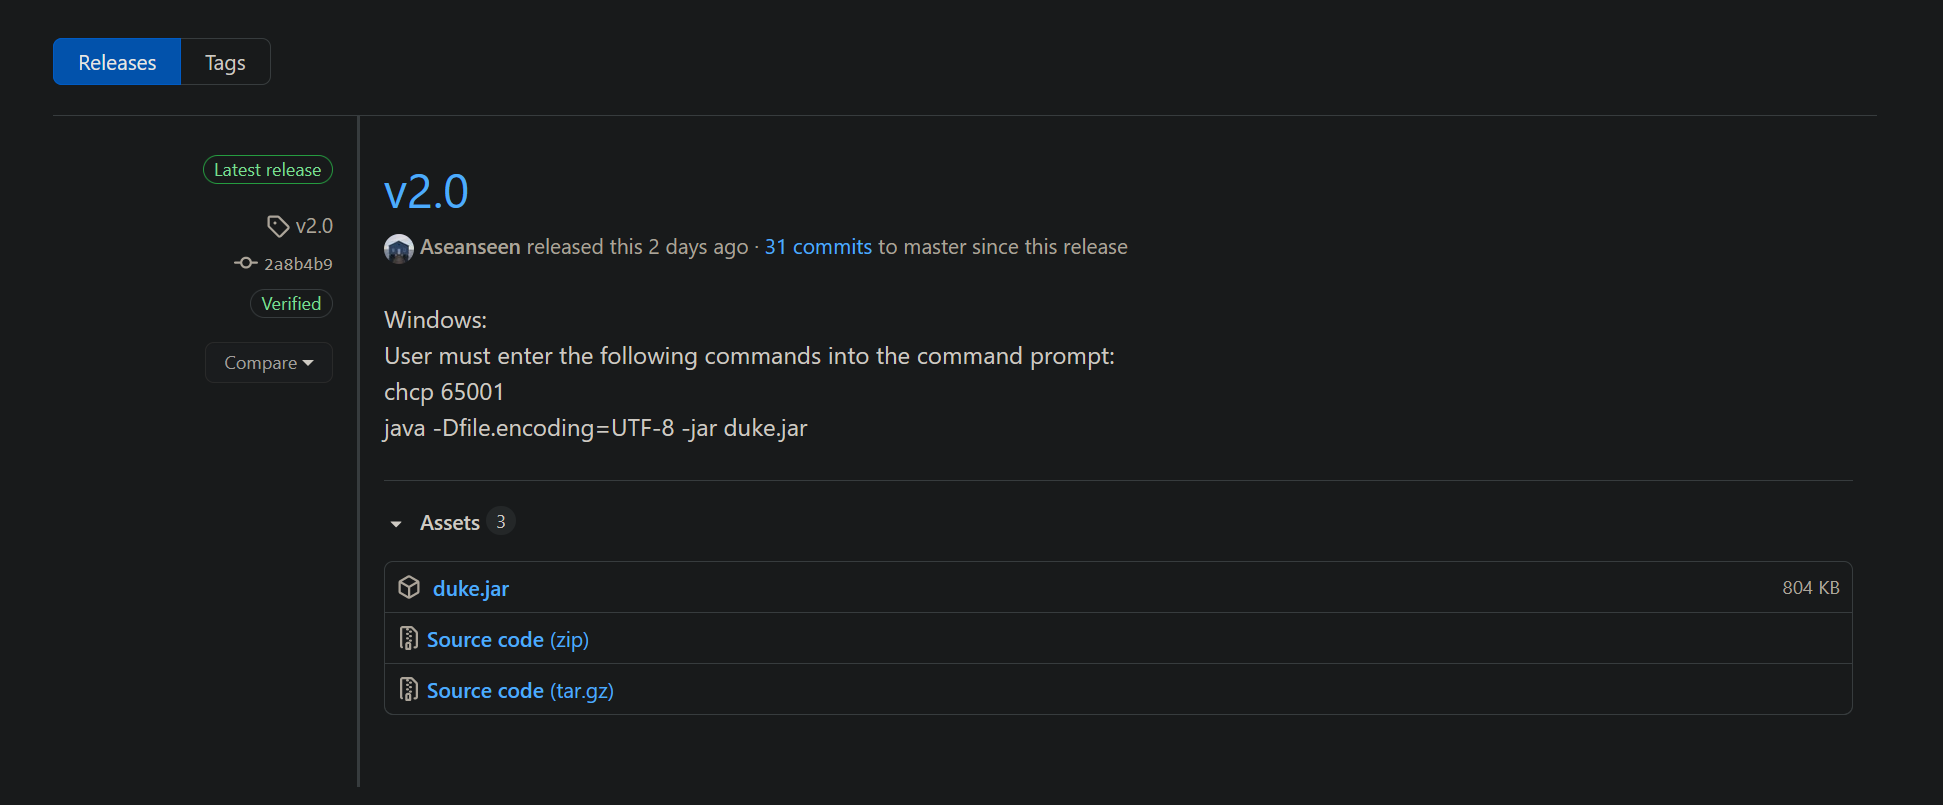 Releases Tags
Latest release
v2.0
2a8b4b9
Verified
Compare
v2.0
Aseanseen released this 2 days ago · 31 commits to master since this release
Windows:
User must enter the following commands into the command prompt:
chcp 65001
java -Dfile.encoding=UTF-8 -jar duke.jar
Assets 3
duke.jar 804 KB
Source code (zip)
Source code (tar.gz)